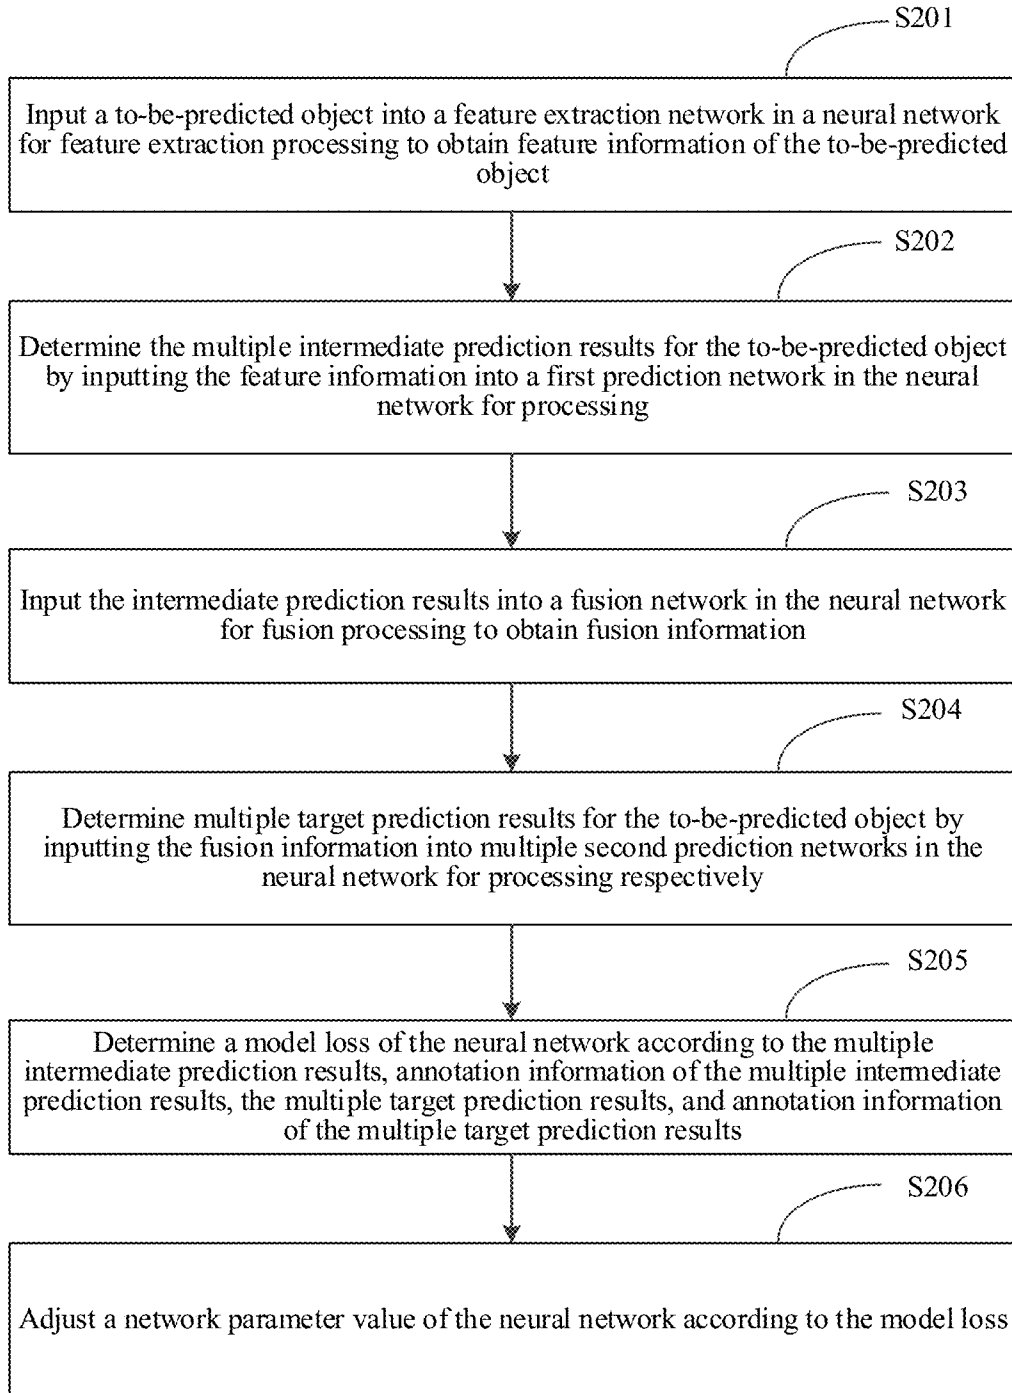 S201
Input a to-be-predicted object into a feature extraction network in a neural network
for feature extraction processing to obtain feature information of the to-be-predicted
object
S202
Determine the multiple intermediate prediction results for the to-be-predicted object
by inputting the feature information into a first prediction network in the neural
network for processing
S203
Input the intermediate prediction results into a fusion network in the neural network
for fusion processing to obtain fusion information
S204
Determine multiple target prediction results for the to-be-predicted object by
inputting the fusion information into multiple second prediction networks in the
neural network for processing respectively
S205
Determine a model loss of the neural network according to the multiple
intermediate prediction results, annotation information of the multiple intermediate
prediction results, the multiple target prediction results, and annotation information
of the multiple target prediction results
S206
Adjust a network parameter value of the neural network according to the model loss